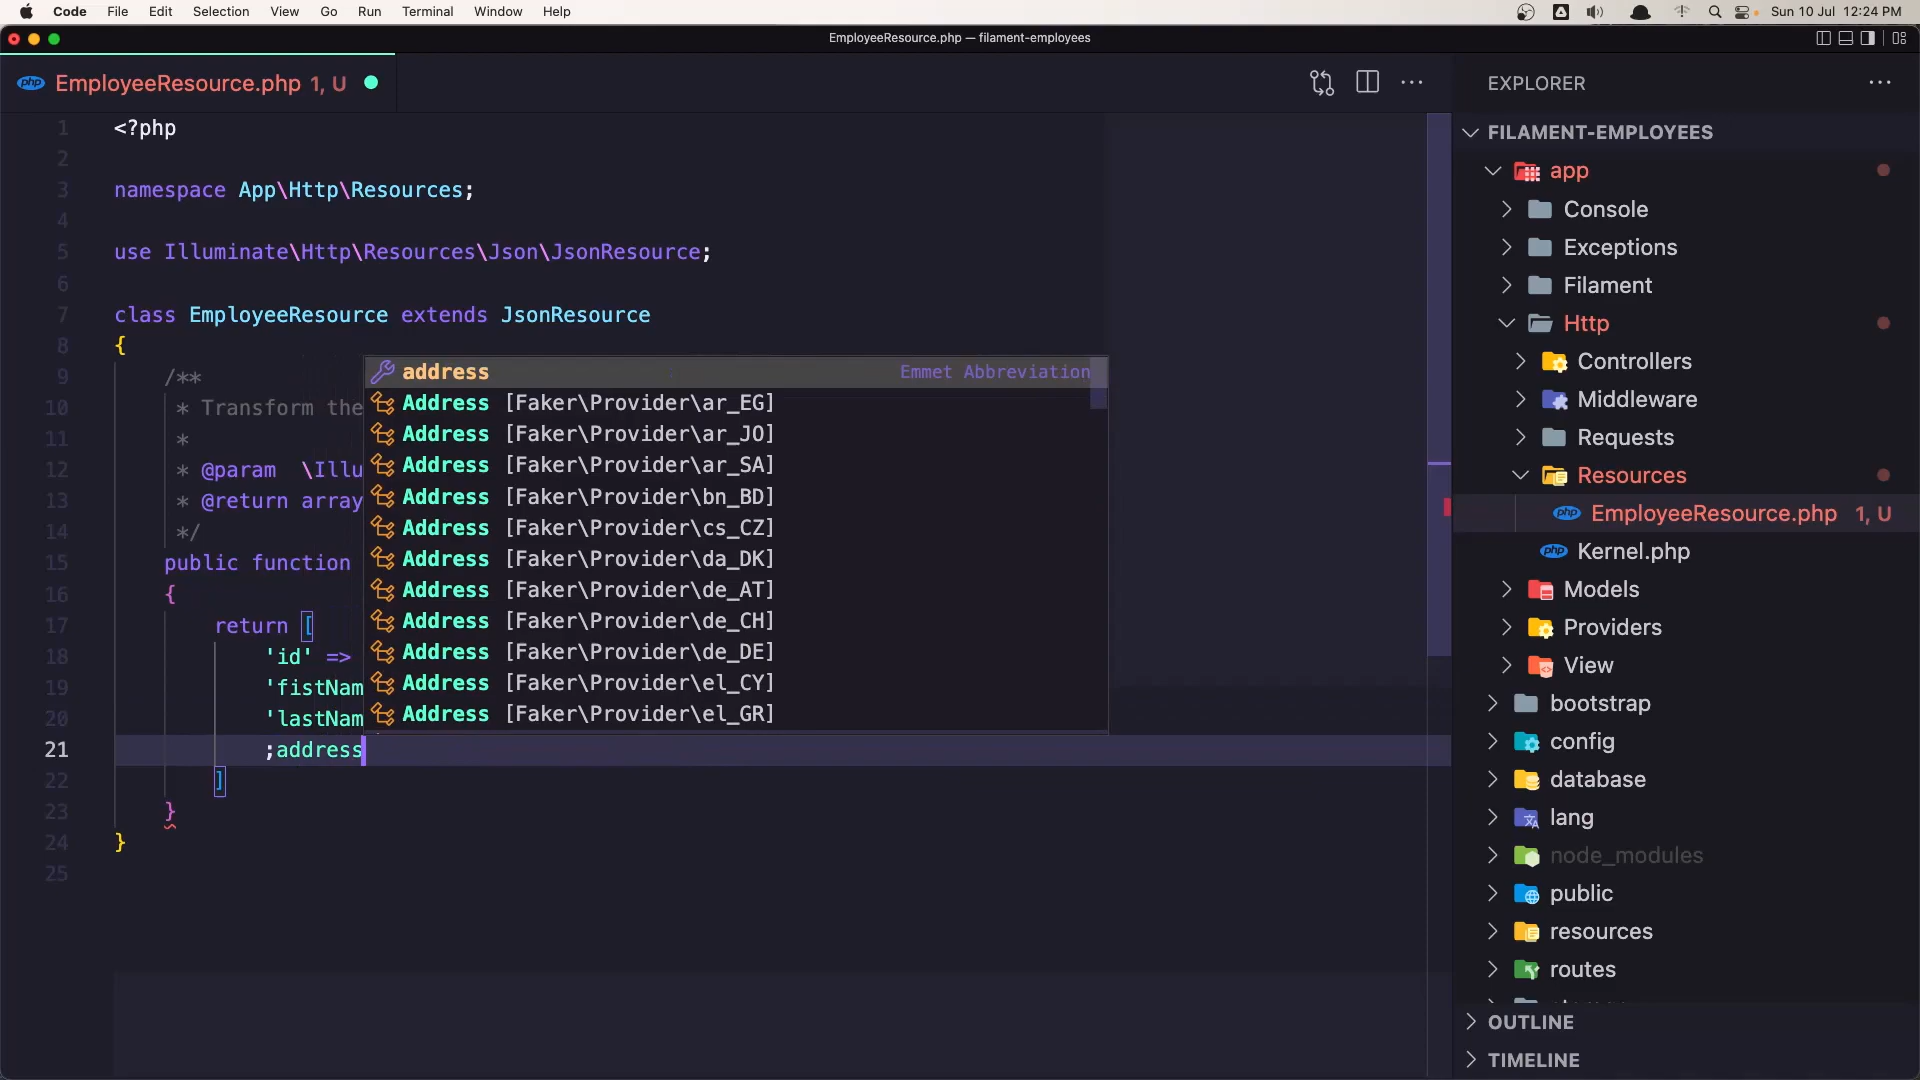 Code File Edit Selection View Go Run Terminal Window Help Sun 10 Jul 12:24 PM
EmployeeResource.php — filament-employees
php EmployeeResource.php 1, U
1 <?php
2
3 namespace App\Http\Resources;
4
5 use Illuminate\Http\Resources\Json\JsonResource;
6
7 class EmployeeResource extends JsonResource
8 {
9 /**
10 * Transform the
11 *
12 * @param \Illu
13 * @return array
14 */
15 public function
16 {
17 return [
18 'id' =>
19 'fistNam
20 'lastNam
21 ;address
22 ]
23 }
24 }
25
address Emmet Abbreviation
Address [Faker\Provider\ar_EG]
Address [Faker\Provider\ar_JO]
Address [Faker\Provider\ar_SA]
Address [Faker\Provider\bn_BD]
Address [Faker\Provider\cs_CZ]
Address [Faker\Provider\da_DK]
Address [Faker\Provider\de_AT]
Address [Faker\Provider\de_CH]
Address [Faker\Provider\de_DE]
Address [Faker\Provider\el_CY]
Address [Faker\Provider\el_GR]
EXPLORER
FILAMENT-EMPLOYEES
app
Console
Exceptions
Filament
Http
Controllers
Middleware
Requests
Resources
php EmployeeResource.php 1, U
php Kernel.php
Models
Providers
View
bootstrap
config
database
lang
node_modules
public
resources
routes
OUTLINE
TIMELINE